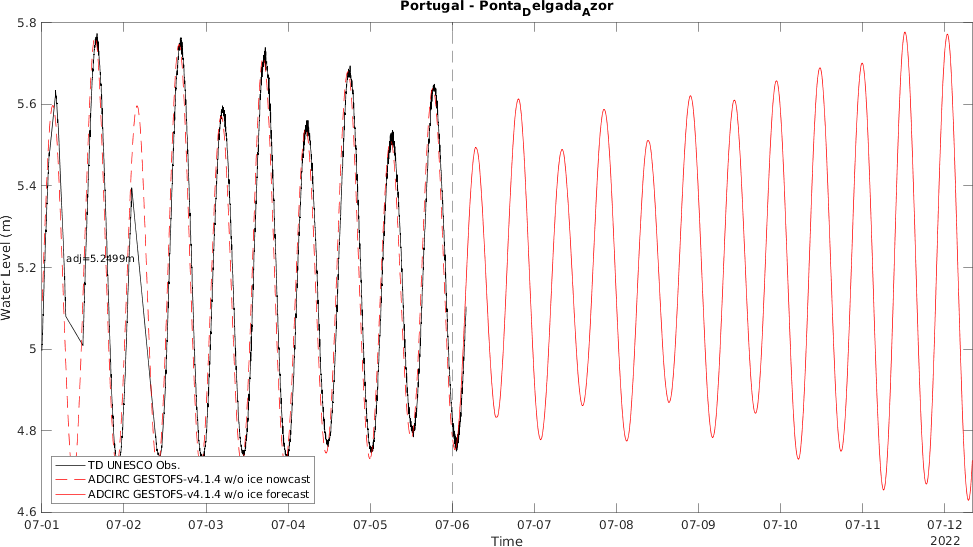 Portugal - PontaDelgadaAzor
5.8
5.6
5.4
5.2
5
4.8
4.6
Water Level (m)
adj=5.2499m
TD UNESCO Obs.
ADCIRC GESTOFS-v4.1.4 w/o ice nowcast
ADCIRC GESTOFS-v4.1.4 w/o ice forecast
07-01 07-02 07-03 07-04 07-05 07-06 07-07 07-08 07-09 07-10 07-11 07-12
Time
2022